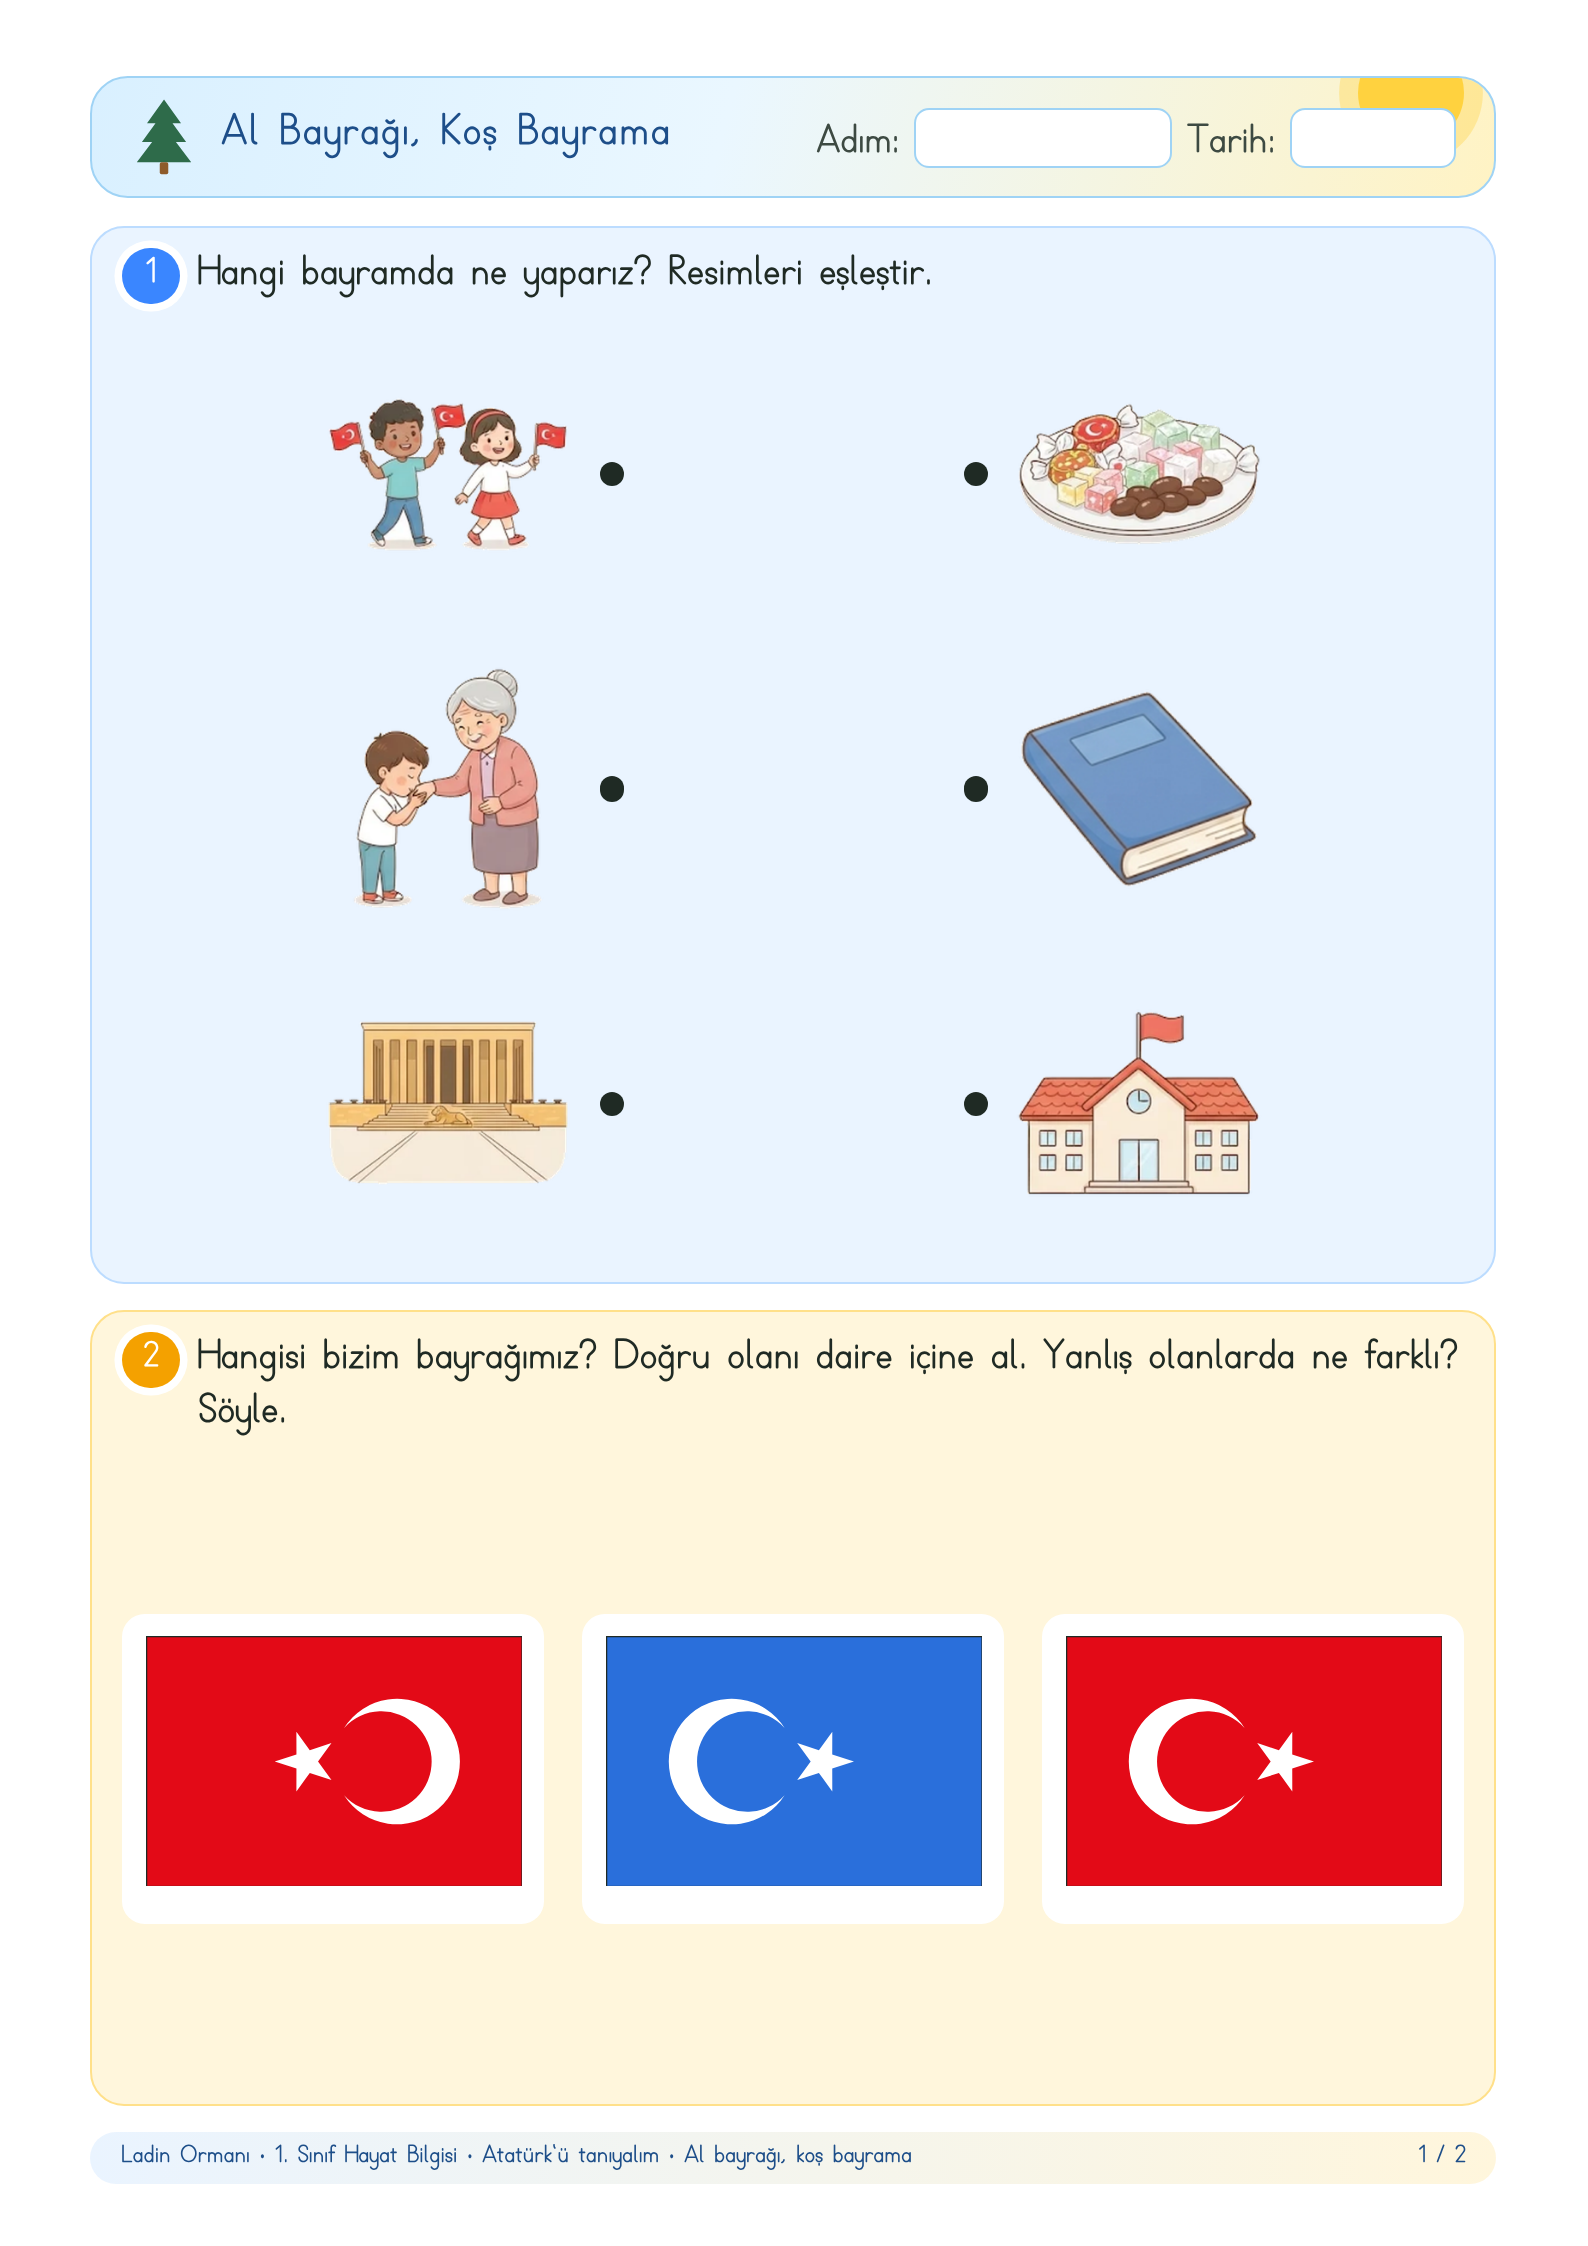 Al Bayrağı, Koş Bayrama
Adım:
Tarih:
1 Hangi bayramda ne yaparız? Resimleri eşleştir.
2 Hangisi bizim bayrağımız? Doğru olanı daire içine al. Yanlış olanlarda ne farklı?
Söyle.
Ladin Ormanı • 1. Sınıf Hayat Bilgisi • Atatürk'ü tanıyalım • Al bayrağı, koş bayrama
1 / 2